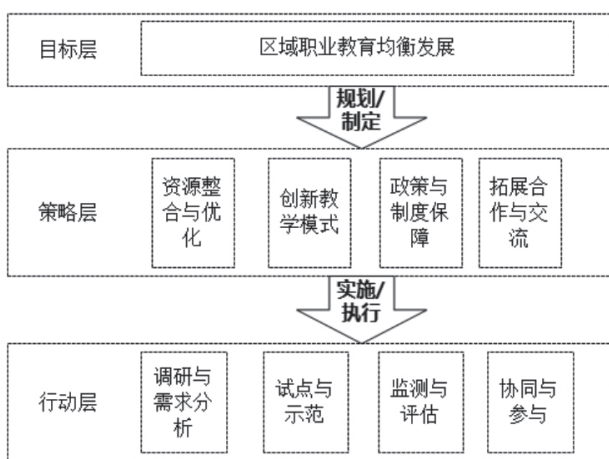 目标层
区域职业教育均衡发展
规划/
制定
策略层
资源整
合与优
化
创新教
学模式
政策与
制度保
障
拓展合
作与交
流
实施/
执行
行动层
调研与
需求分
析
试点与
示范
监测与
评估
协同与
参与